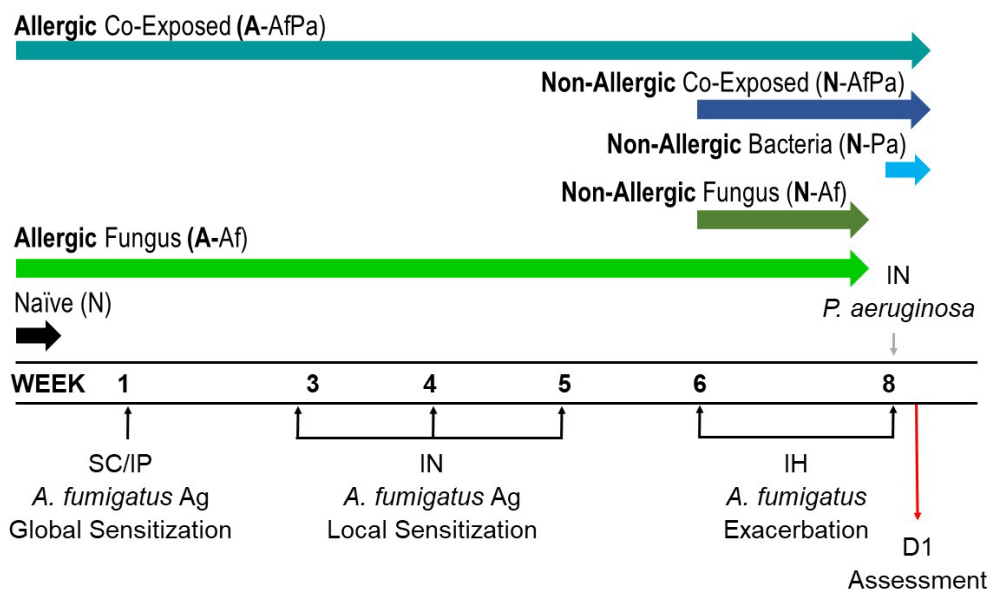 Allergic Co-Exposed (A-AfPa)
Non-Allergic Co-Exposed (N-AfPa)
Non-Allergic Bacteria (N-Pa)
Non-Allergic Fungus (N-Af)
Allergic Fungus (A-Af)
IN
P. aeruginosa
Naïve (N)
WEEK 1 3 4 5 6 8
SC/IP
A. fumigatus Ag
Global Sensitization
IN
A. fumigatus Ag
Local Sensitization
IH
A. fumigatus
Exacerbation
D1
Assessment